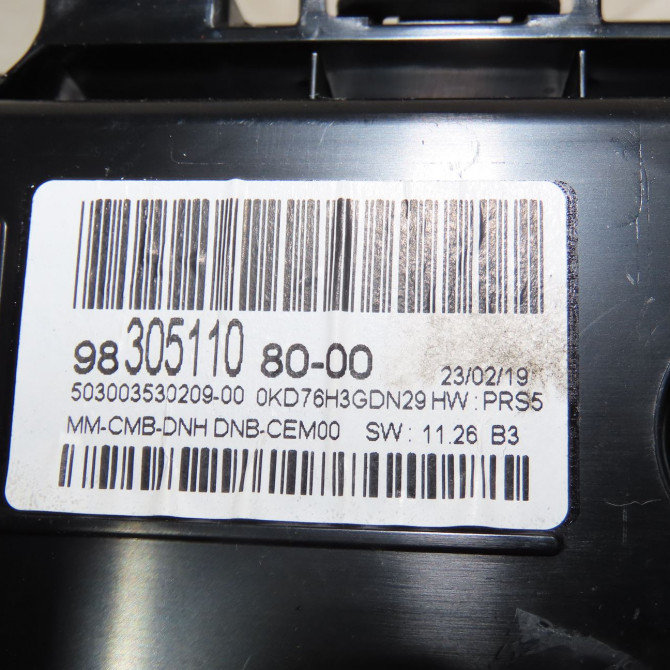 98 305110 80-00 23/02/19
503003530209-00 0KD76H3GDN29 HW : PRS5
MM-CMB-DNH DNB-CEM00 SW : 11.26 B3